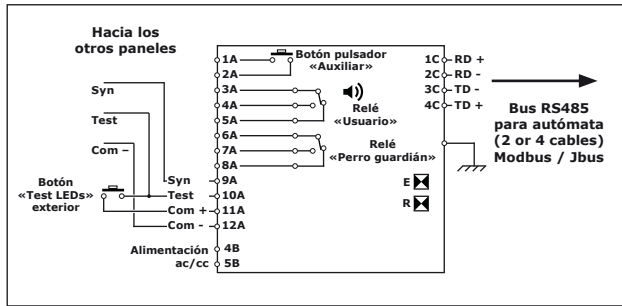 Hacia los
otros paneles
Syn
Test
Com –
Botón
«Test LEDs»
exterior
Syn
Test
Com +
Com -
Alimentación
ac/cc
1A
2A
3A
4A
5A
6A
7A
8A
9A
10A
11A
12A
4B
5B
Botón pulsador
«Auxiliar»
Relé
«Usuario»
Relé
«Perro guardián»
E
R
1C
2C
3C
4C
RD +
RD -
TD -
TD +
Bus RS485
para autómata
(2 or 4 cables)
Modbus / Jbus